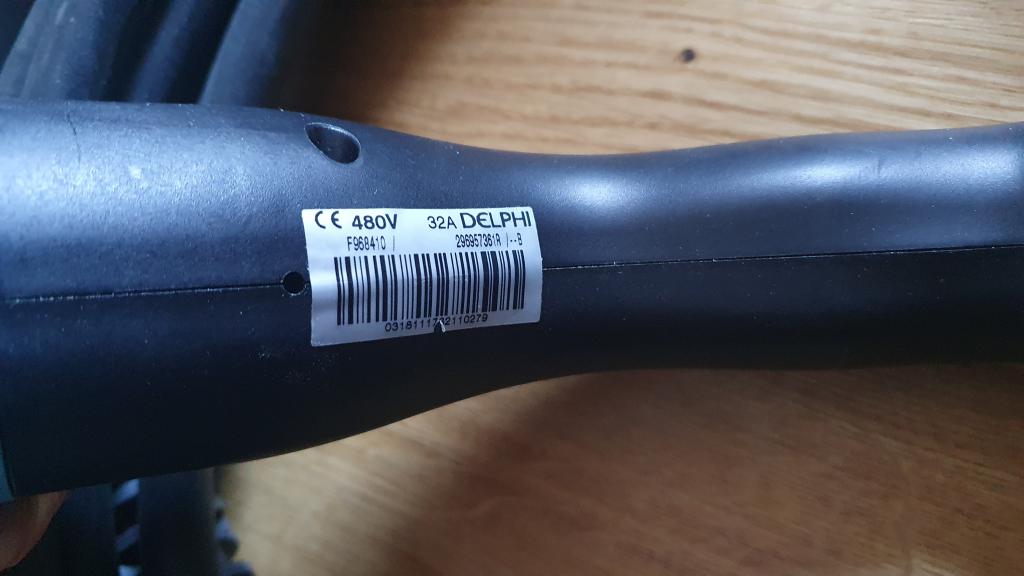 CE 480V 32A DELPHI
F968410 / 296957361R /--B